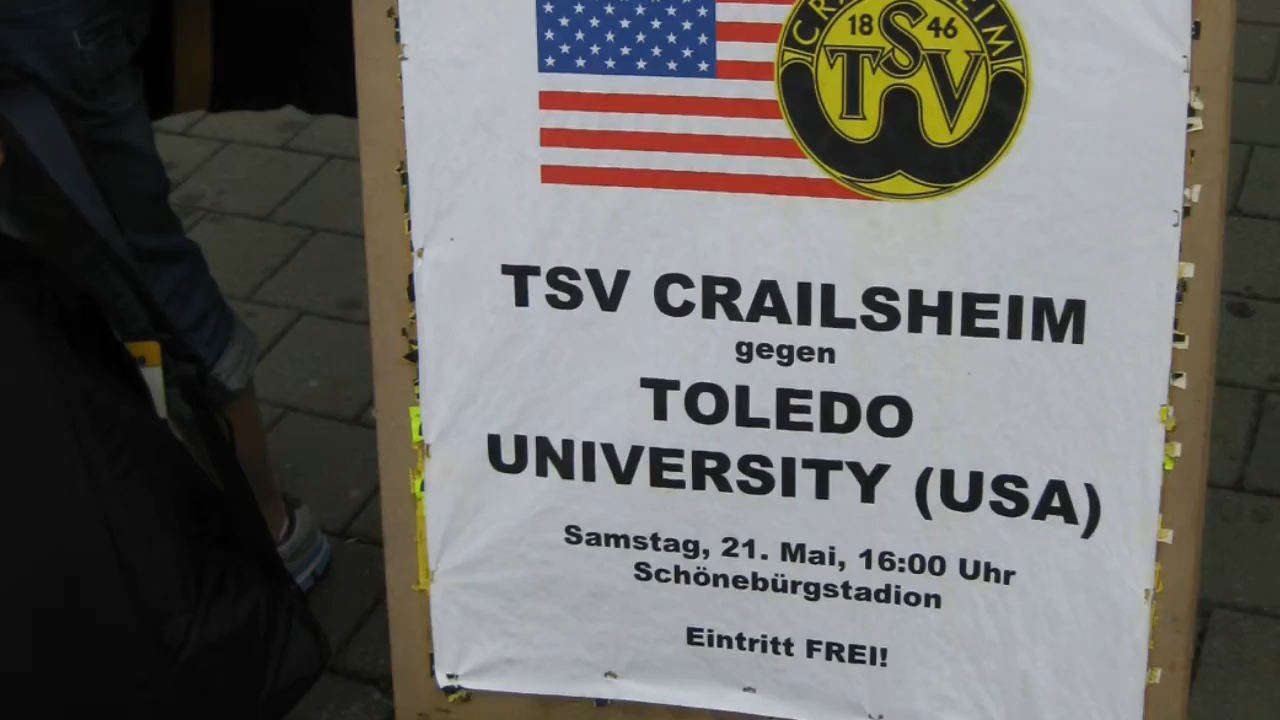 CRAILSHEIM
18 46
TSV
TSV CRAILSHEIM
gegen
TOLEDO
UNIVERSITY (USA)
Samstag, 21. Mai, 16:00 Uhr
Schönebürgstadion
Eintritt FREI!